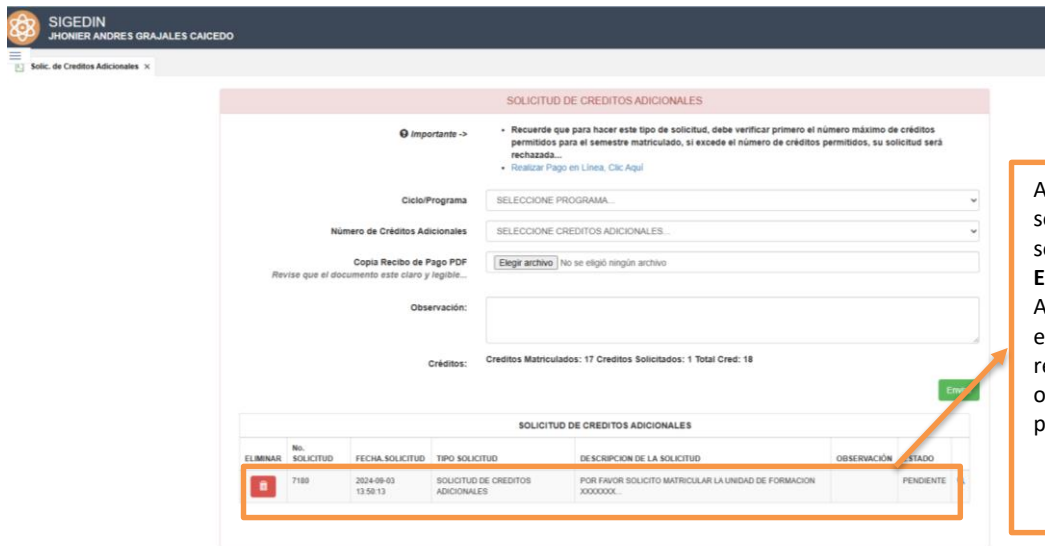 SIGEDIN
JHONIER ANDRES GRAJALES CAICEDO
Solic. de Creditos Adicionales ×
SOLICITUD DE CREDITOS ADICIONALES
Importante ->
• Recuerde que para hacer este tipo de solicitud, debe verificar primero el número máximo de créditos
permitidos para el semestre matriculado, si excede el número de créditos permitidos, su solicitud será
rechazada...
• Realizar Pago en Línea, Clic Aquí
Ciclo/Programa
SELECCIONE PROGRAMA...
Número de Créditos Adicionales
SELECCIONE CREDITOS ADICIONALES...
Copia Recibo de Pago PDF
Revise que el documento este claro y legible...
Elegir archivo No se eligió ningún archivo
Observación:
Créditos:
Creditos Matriculados: 17 Creditos Solicitados: 1 Total Cred: 18
SOLICITUD DE CREDITOS ADICIONALES
ELIMINAR No. SOLICITUD FECHA.SOLICITUD TIPO SOLICITUD DESCRIPCION DE LA SOLICITUD OBSERVACIÓN ESTADO
7180 2024-09-03 13:50:13 SOLICITUD DE CREDITOS ADICIONALES POR FAVOR SOLICITO MATRICULAR LA UNIDAD DE FORMACION XXXXXXX... PENDIENTE